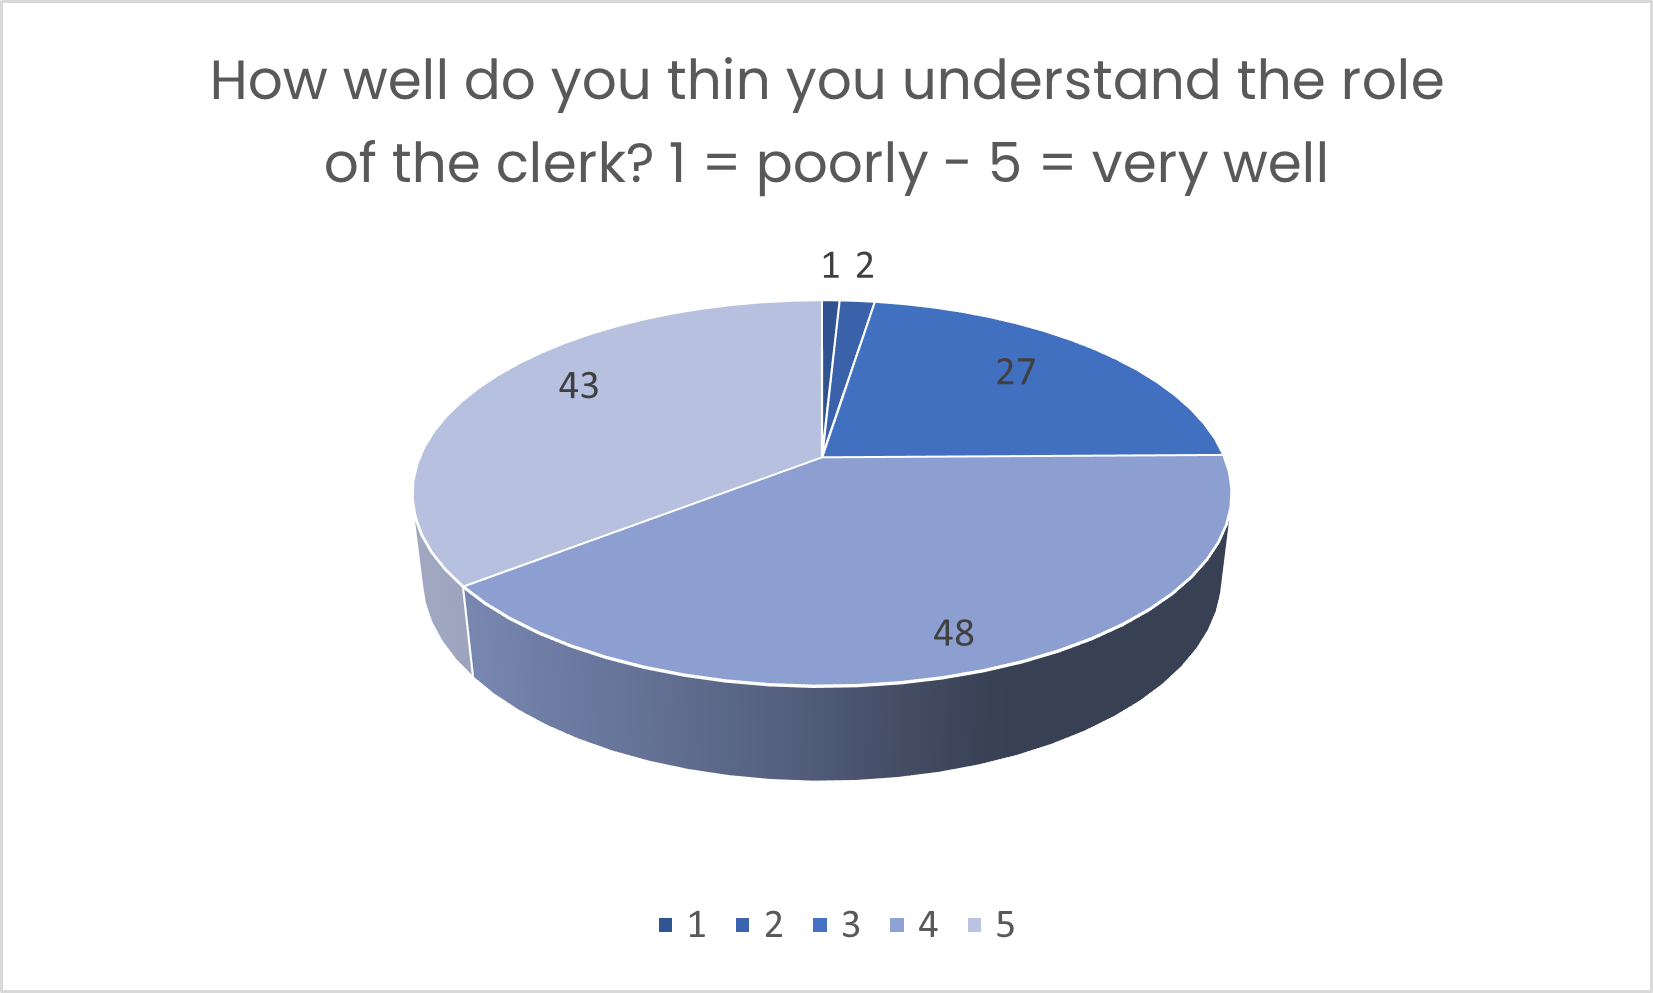 How well do you thin you understand the role
of the clerk? 1 = poorly - 5 = very well
1 2
27
43
48
1 2 3 4 5